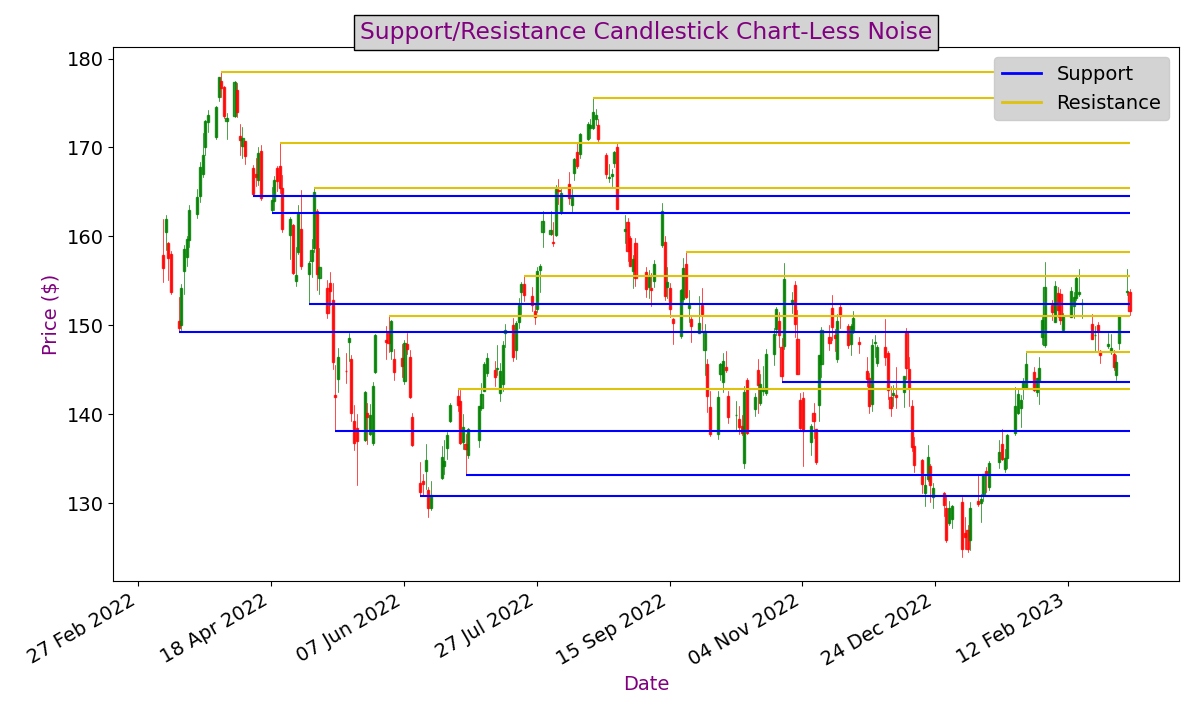 Support/Resistance Candlestick Chart-Less Noise
Support
Resistance
Price ($)
180
170
160
150
140
130
27 Feb 2022
18 Apr 2022
07 Jun 2022
27 Jul 2022
15 Sep 2022
04 Nov 2022
24 Dec 2022
12 Feb 2023
Date